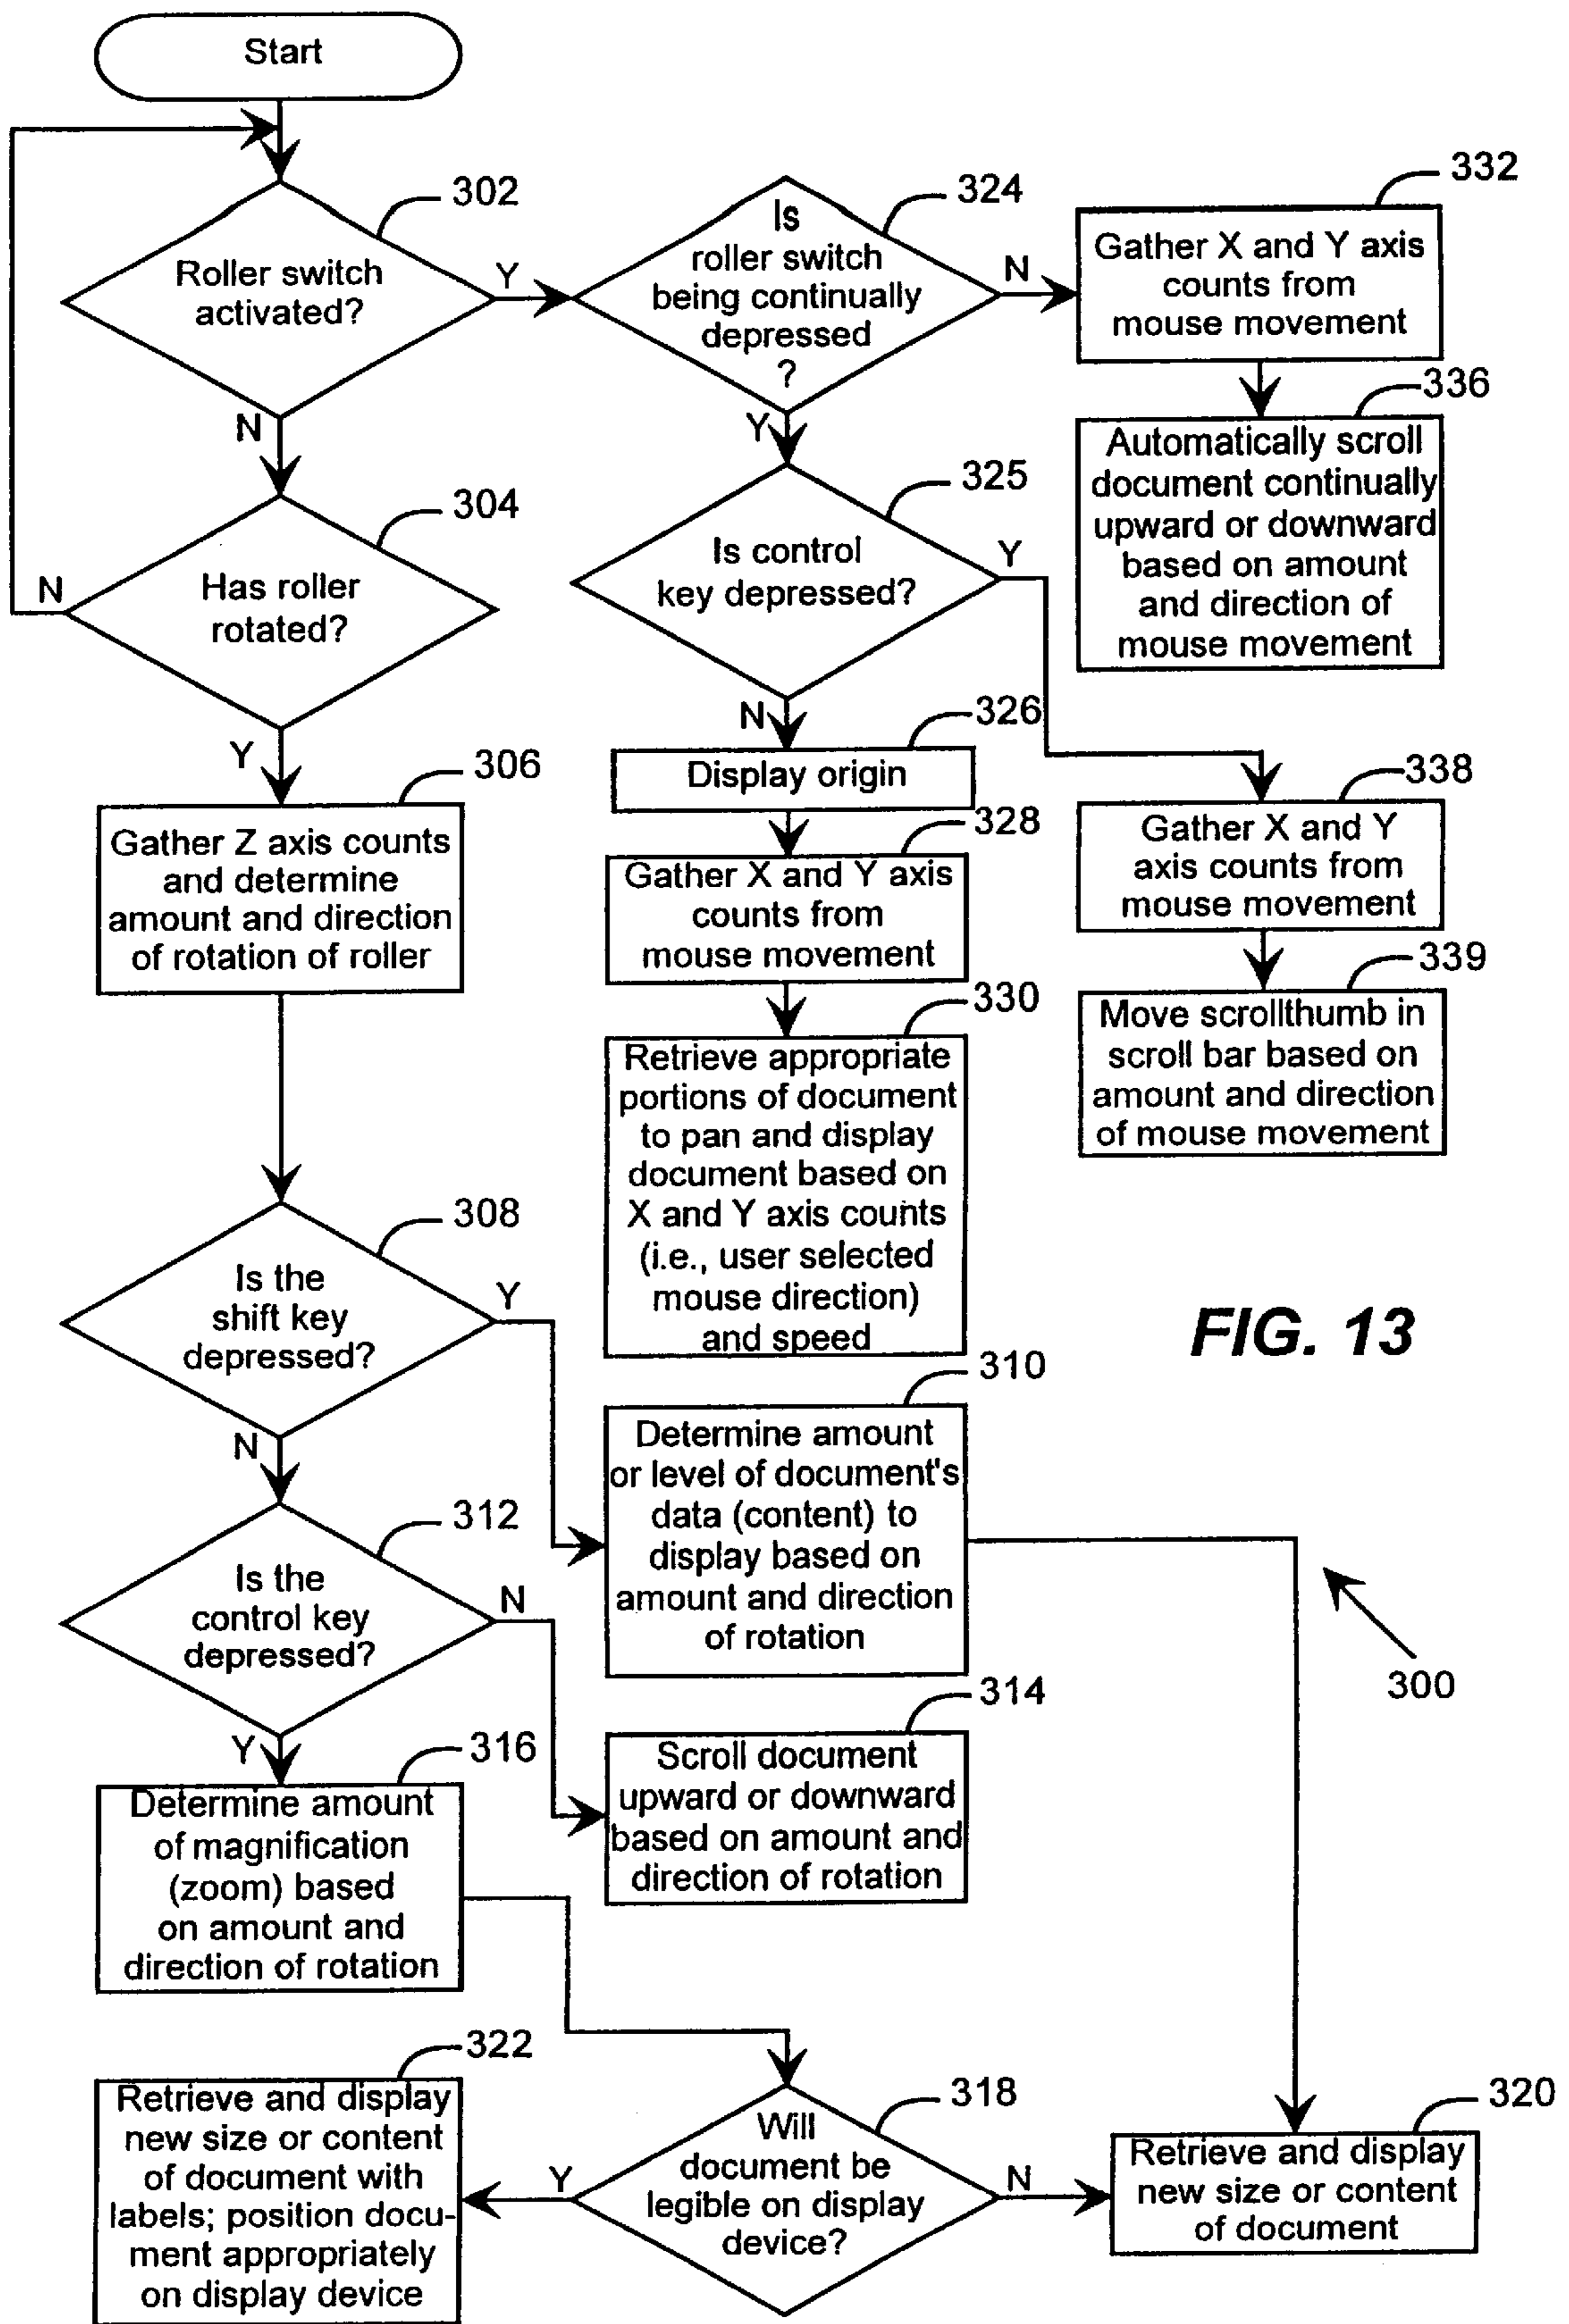 Start
302
Roller switch
activated?
Y
N
304
Has roller
rotated?
N
Y
306
Gather Z axis counts
and determine
amount and direction
of rotation of roller
308
Is the
shift key
depressed?
Y
N
312
Is the
control key
depressed?
N
Y
316
Determine amount
of magnification
(zoom) based
on amount and
direction of rotation
322
Retrieve and display
new size or content
of document with
labels; position docu-
ment appropriately
on display device
324
Is
roller switch
being continually
depressed
?
N
Y
325
Is control
key depressed?
Y
N
326
Display origin
328
Gather X and Y axis
counts from
mouse movement
330
Retrieve appropriate
portions of document
to pan and display
document based on
X and Y axis counts
(i.e., user selected
mouse direction)
and speed
310
Determine amount
or level of document's
data (content) to
display based on
amount and direction
of rotation
314
Scroll document
upward or downward
based on amount and
direction of rotation
318
Will
document be
legible on display
device?
Y
N
332
Gather X and Y axis
counts from
mouse movement
336
Automatically scroll
document continually
upward or downward
based on amount
and direction of
mouse movement
338
Gather X and Y
axis counts from
mouse movement
339
Move scrollthumb in
scroll bar based on
amount and direction
of mouse movement
FIG. 13
300
320
Retrieve and display
new size or content
of document